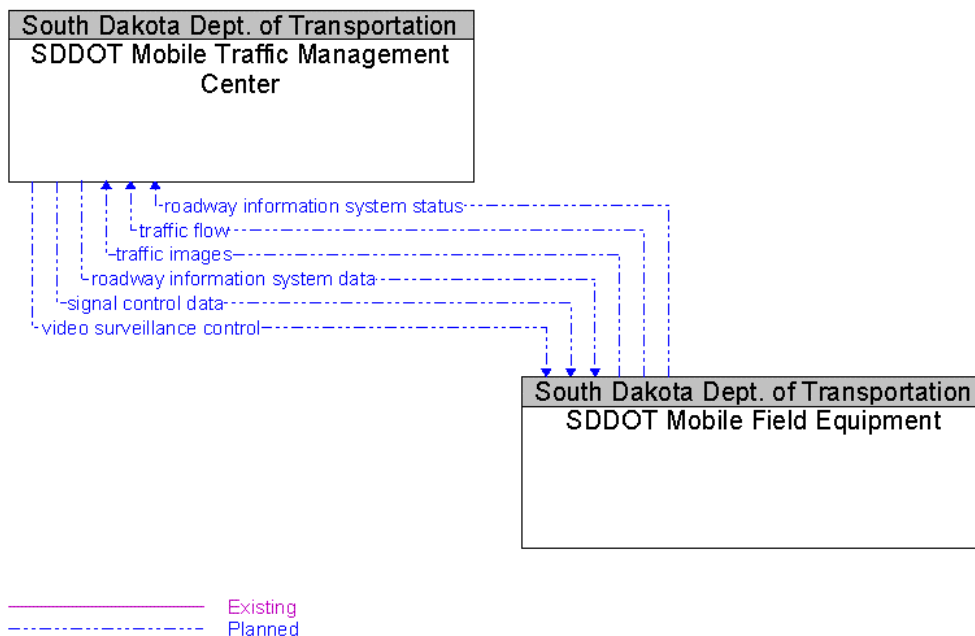 South Dakota Dept. of Transportation
SDDOT Mobile Traffic Management
Center
roadway information system status
traffic flow
traffic images
roadway information system data
signal control data
video surveillance control
South Dakota Dept. of Transportation
SDDOT Mobile Field Equipment
Existing
Planned